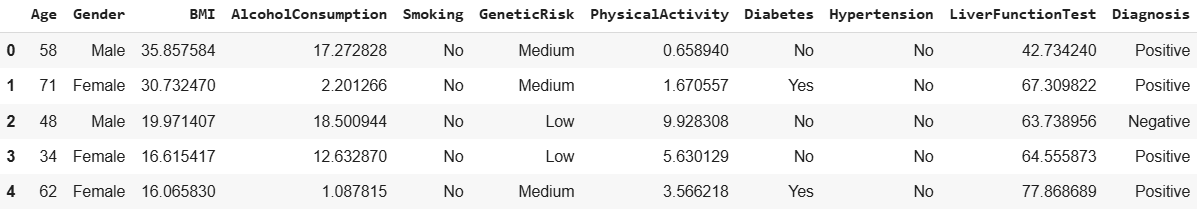 Age Gender BMI AlcoholConsumption Smoking GeneticRisk PhysicalActivity Diabetes Hypertension LiverFunctionTest Diagnosis
0 58 Male 35.857584 17.272828 No Medium 0.658940 No No 42.734240 Positive
1 71 Female 30.732470 2.201266 No Medium 1.670557 Yes No 67.309822 Positive
2 48 Male 19.971407 18.500944 No Low 9.928308 No No 63.738956 Negative
3 34 Female 16.615417 12.632870 No Low 5.630129 No No 64.555873 Positive
4 62 Female 16.065830 1.087815 No Medium 3.566218 Yes No 77.868689 Positive